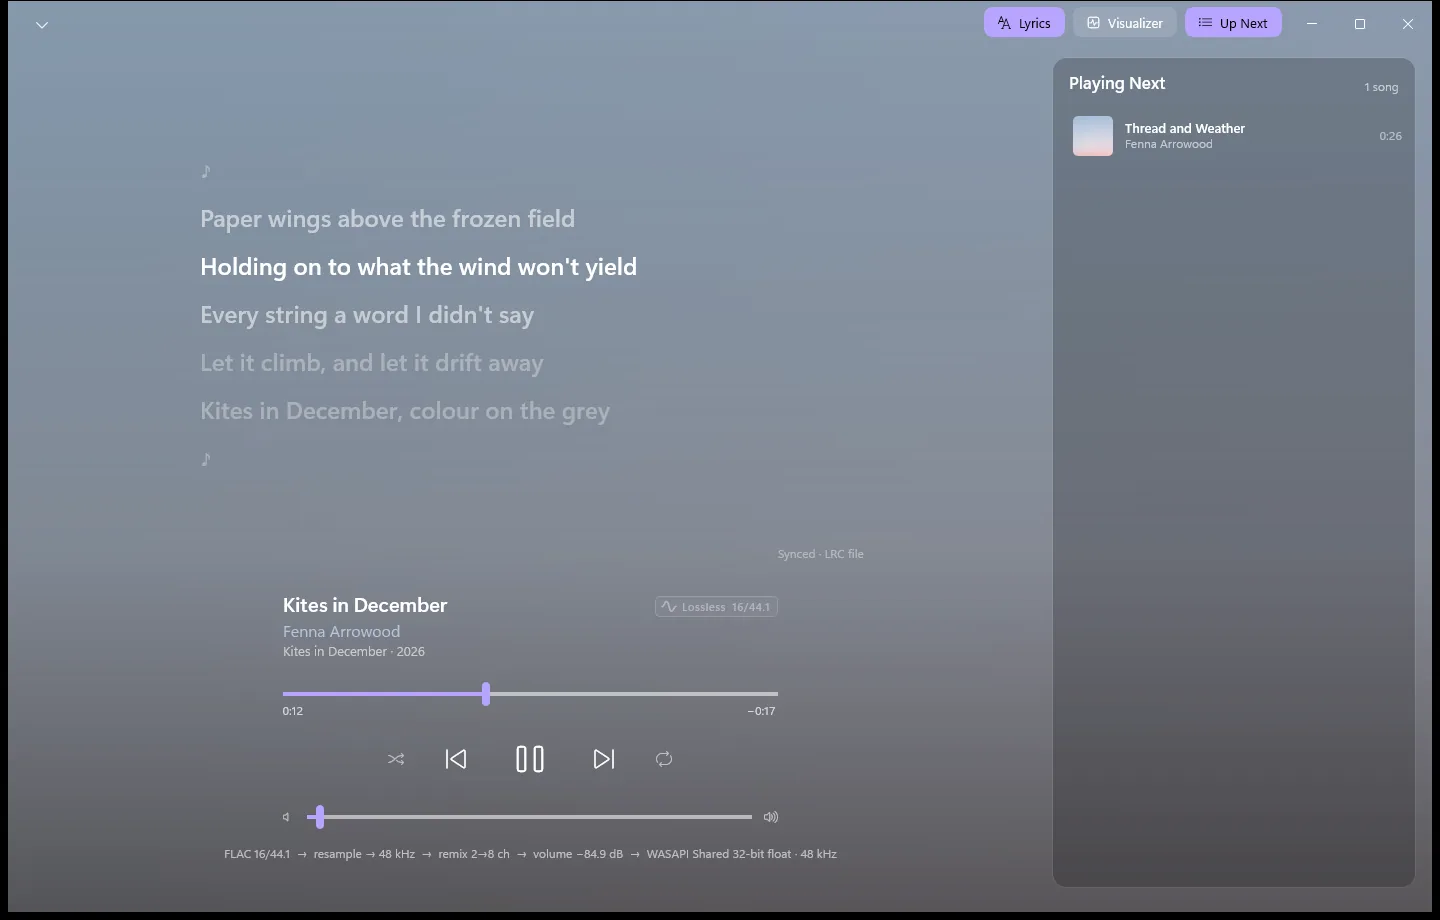 Lyrics
Visualizer
Up Next
Playing Next
1 song
Thread and Weather
Fenna Arrowood
0:26
Paper wings above the frozen field
Holding on to what the wind won't yield
Every string a word I didn't say
Let it climb, and let it drift away
Kites in December, colour on the grey
Synced · LRC file
Kites in December
Lossless 16/44.1
Fenna Arrowood
Kites in December · 2026
0:12
−0:17
FLAC 16/44.1 → resample → 48 kHz → remix 2→8 ch → volume −84.9 dB → WASAPI Shared 32-bit float · 48 kHz